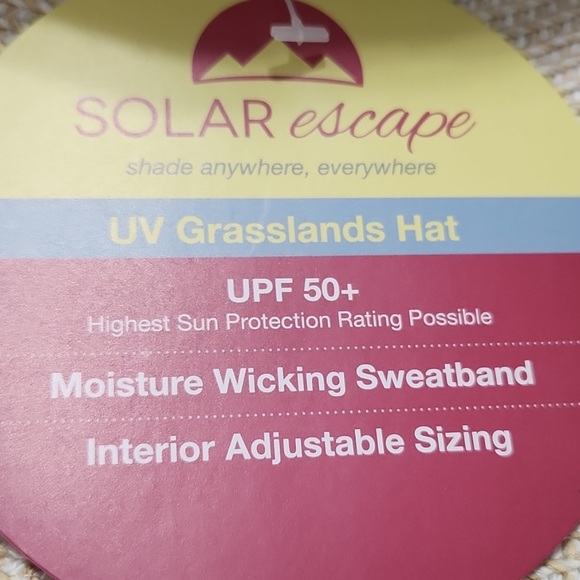 SOLAR escape
shade anywhere, everywhere
UV Grasslands Hat
UPF 50+
Highest Sun Protection Rating Possible
Moisture Wicking Sweatband
Interior Adjustable Sizing